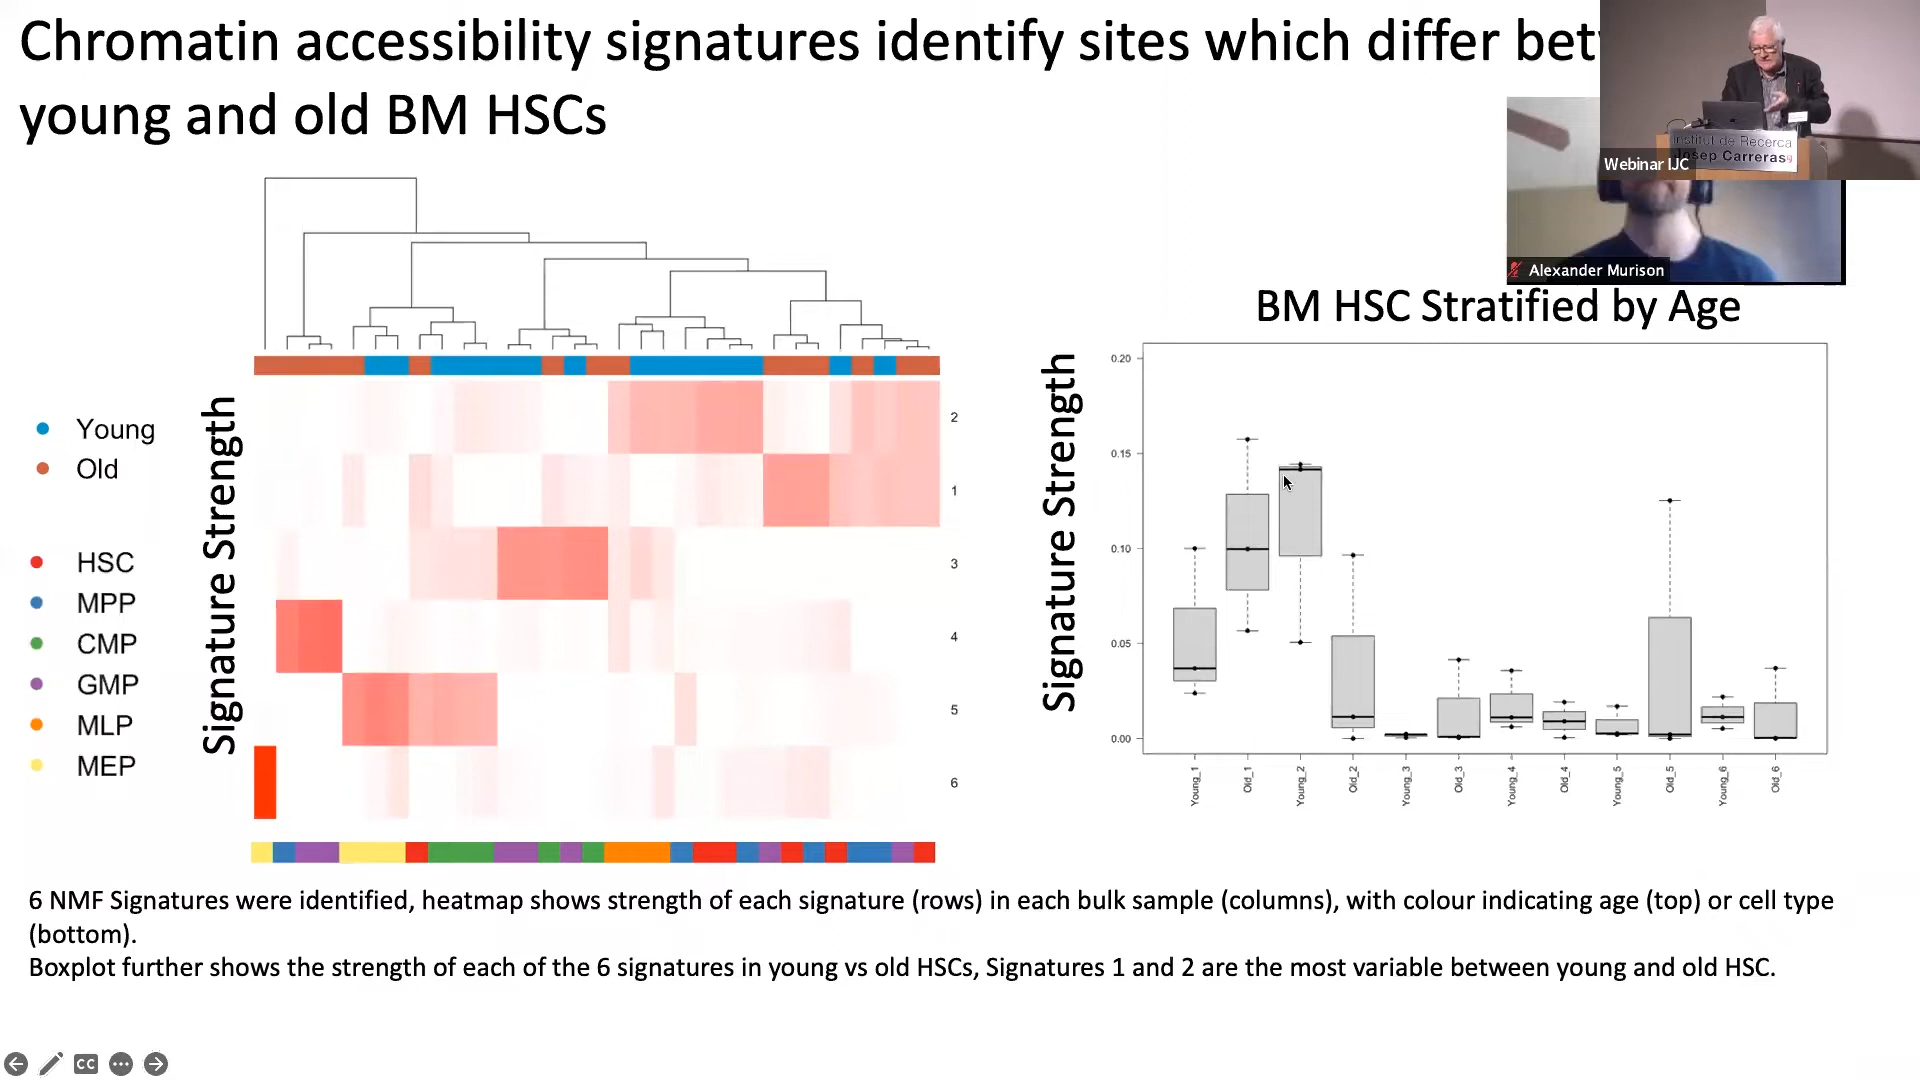 Chromatin accessibility signatures identify sites which differ bet
young and old BM HSCs
Webinar IJC
Institut de Recerca
Josep Carreras
Alexander Murison
Young
Old
HSC
MPP
CMP
GMP
MLP
MEP
Signature Strength
2
1
3
4
5
6
BM HSC Stratified by Age
Signature Strength
0.20
0.15
0.10
0.05
0.00
Young_1
Old_1
Young_2
Old_2
Young_3
Old_3
Young_4
Old_4
Young_5
Old_5
Young_6
Old_6
6 NMF Signatures were identified, heatmap shows strength of each signature (rows) in each bulk sample (columns), with colour indicating age (top) or cell type
(bottom).
Boxplot further shows the strength of each of the 6 signatures in young vs old HSCs, Signatures 1 and 2 are the most variable between young and old HSC.
CC